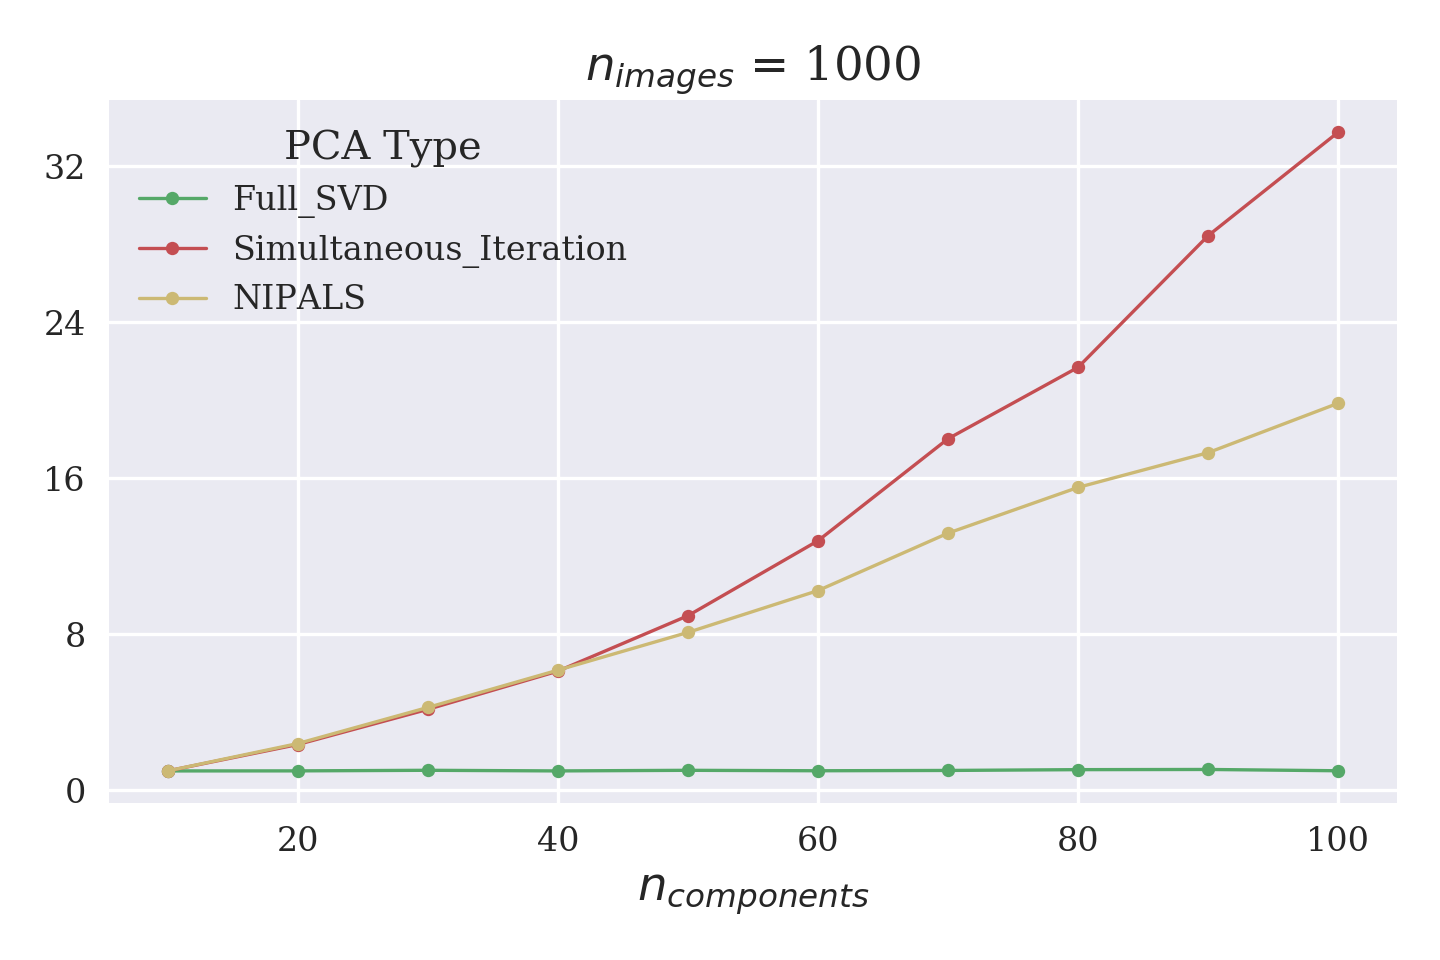 n_images = 1000
PCA Type
Full_SVD
Simultaneous_Iteration
NIPALS
32
24
16
8
0
20 40 60 80 100
n_components